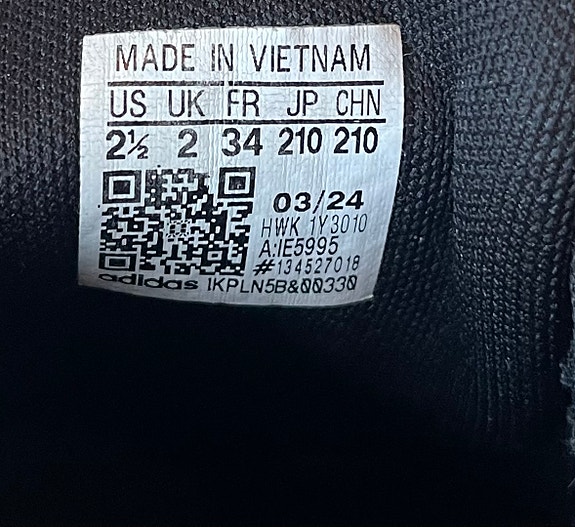 MADE IN VIETNAM
US UK FR JP CHN
2½ 2 34 210 210
03/24
HWK 1Y3010
A:IE5995
#134527018
adidas 1KPLN5B&00330